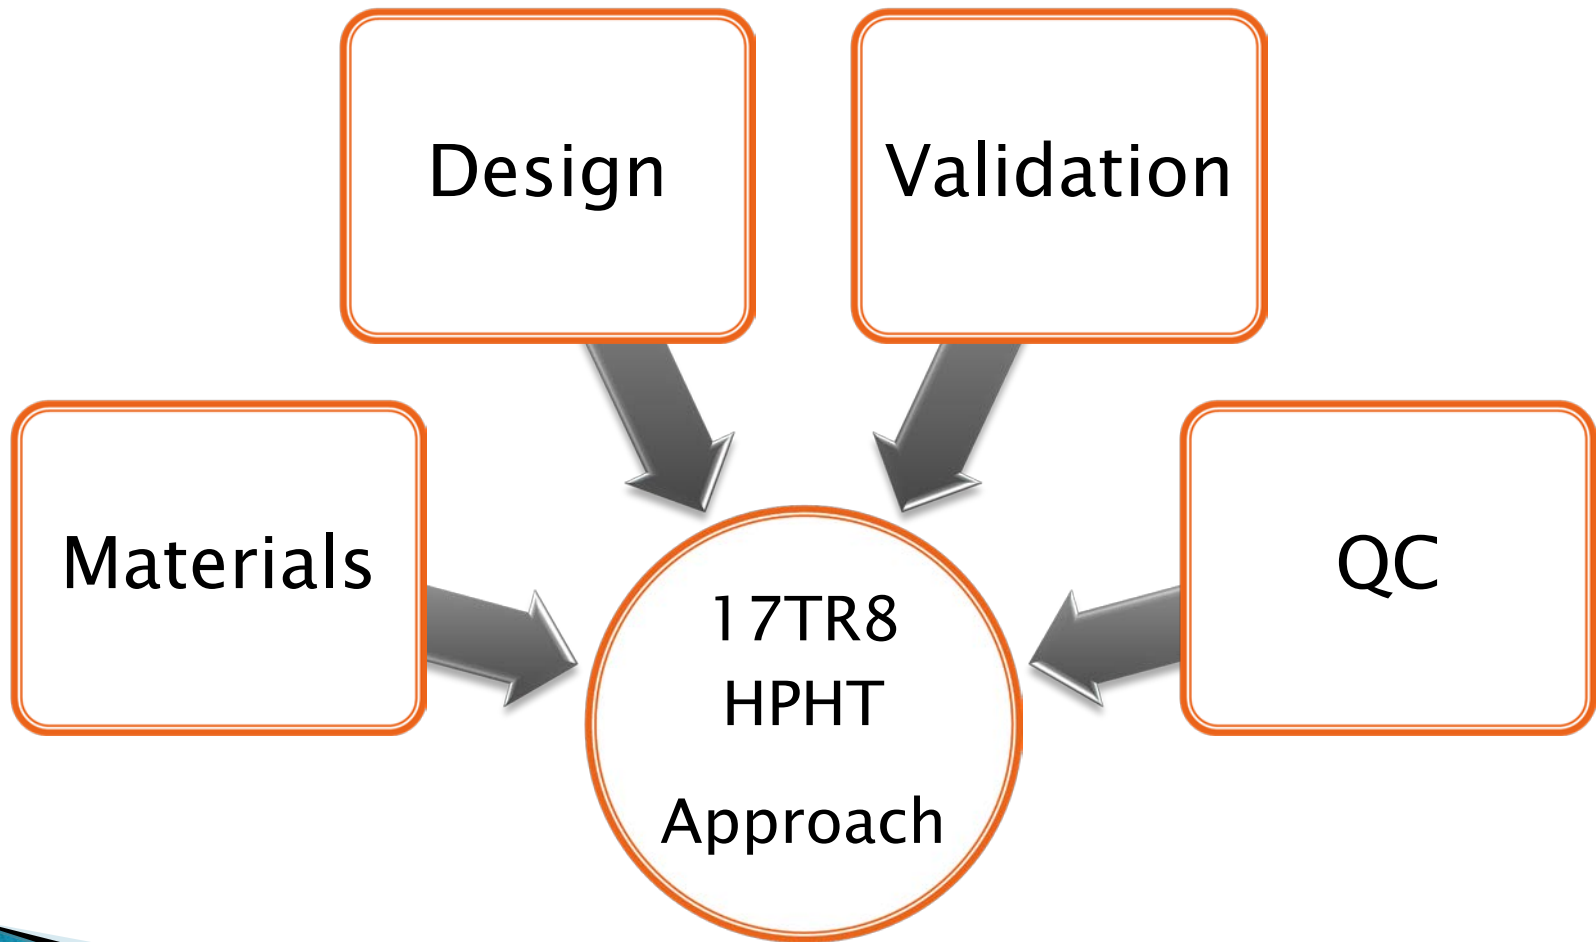 Design
Validation
Materials
QC
17TR8
HPHT
Approach